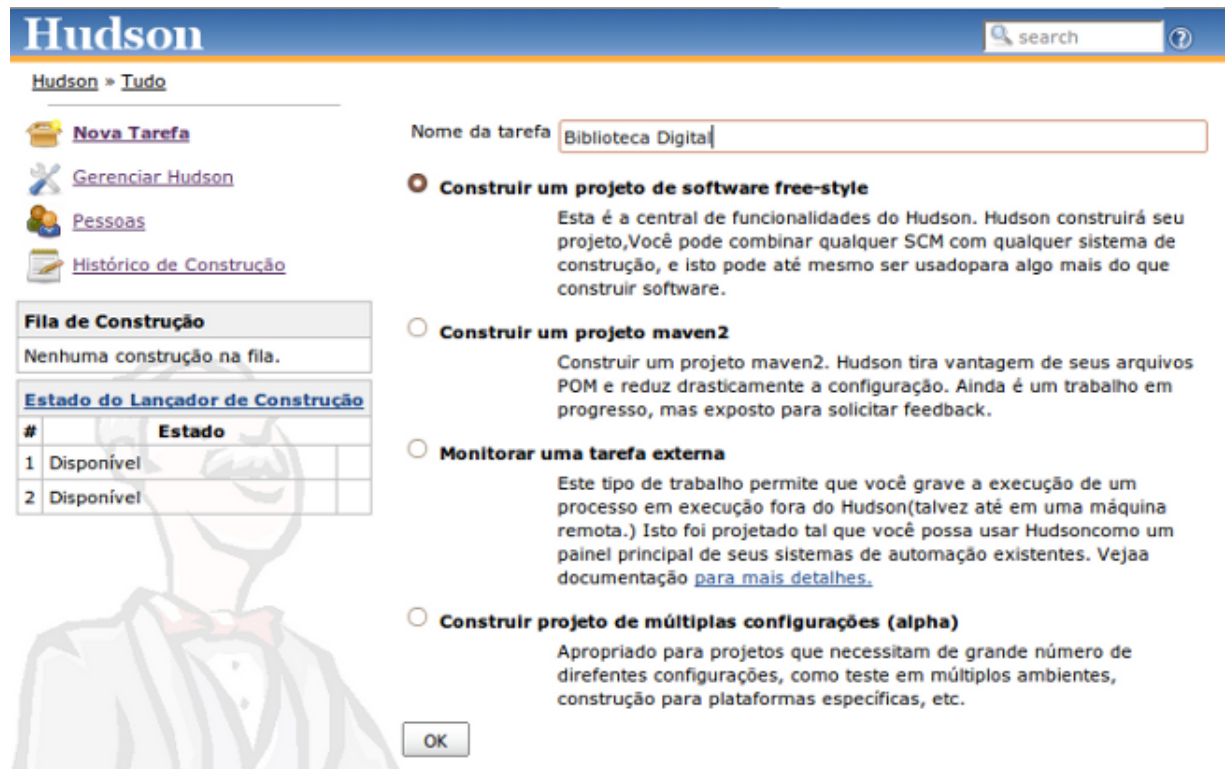 Hudson
search
Hudson » Tudo
Nova Tarefa
Gerenciar Hudson
Pessoas
Histórico de Construção
Fila de Construção
Nenhuma construção na fila.
Estado do Lançador de Construção
# Estado
1 Disponível
2 Disponível
Nome da tarefa Biblioteca Digital
Construir um projeto de software free-style
Esta é a central de funcionalidades do Hudson. Hudson construirá seu
projeto,Você pode combinar qualquer SCM com qualquer sistema de
construção, e isto pode até mesmo ser usadopara algo mais do que
construir software.
Construir um projeto maven2
Construir um projeto maven2. Hudson tira vantagem de seus arquivos
POM e reduz drasticamente a configuração. Ainda é um trabalho em
progresso, mas exposto para solicitar feedback.
Monitorar uma tarefa externa
Este tipo de trabalho permite que você grave a execução de um
processo em execução fora do Hudson(talvez até em uma máquina
remota.) Isto foi projetado tal que você possa usar Hudsoncomo um
painel principal de seus sistemas de automação existentes. Vejaa
documentação para mais detalhes.
Construir projeto de múltiplas configurações (alpha)
Apropriado para projetos que necessitam de grande número de
direfentes configurações, como teste em múltiplos ambientes,
construção para plataformas específicas, etc.
OK